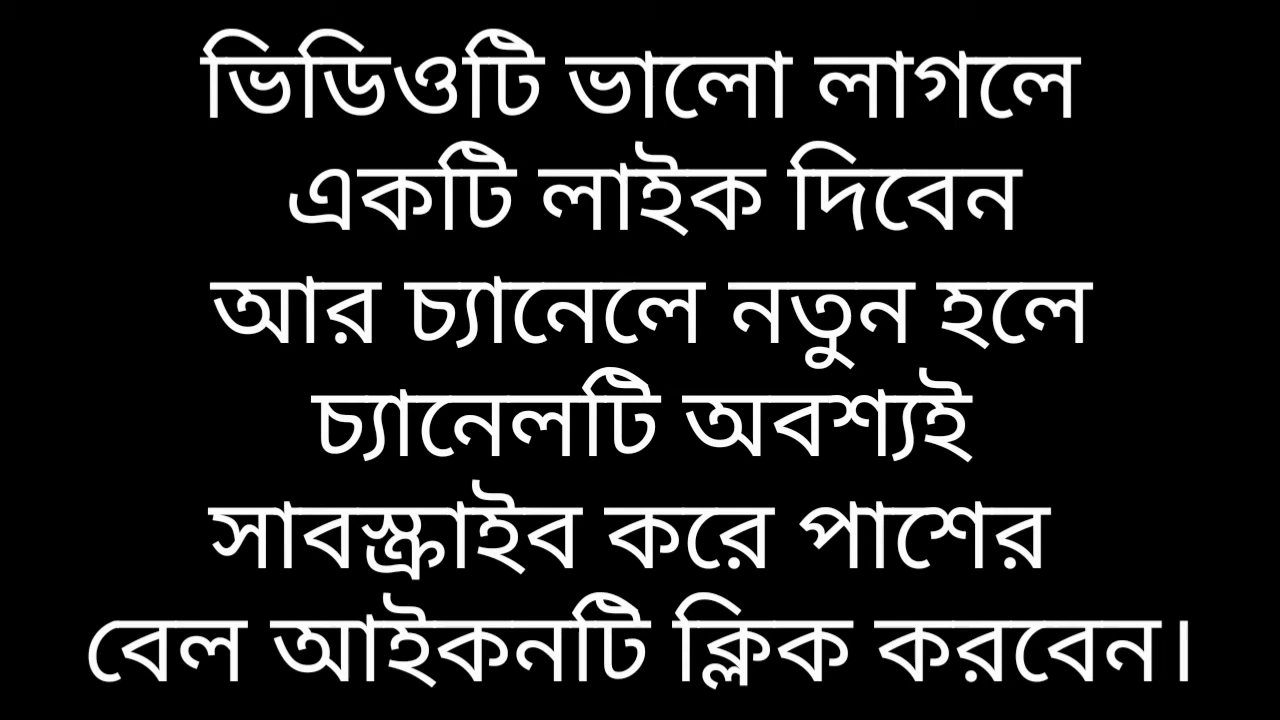 ভিডিওটি ভালো লাগলে
একটি লাইক দিবেন
আর চ্যানেলে নতুন হলে
চ্যানেলটি অবশ্যই
সাবস্ক্রাইব করে পাশের
বেল আইকনটি ক্লিক করবেন।